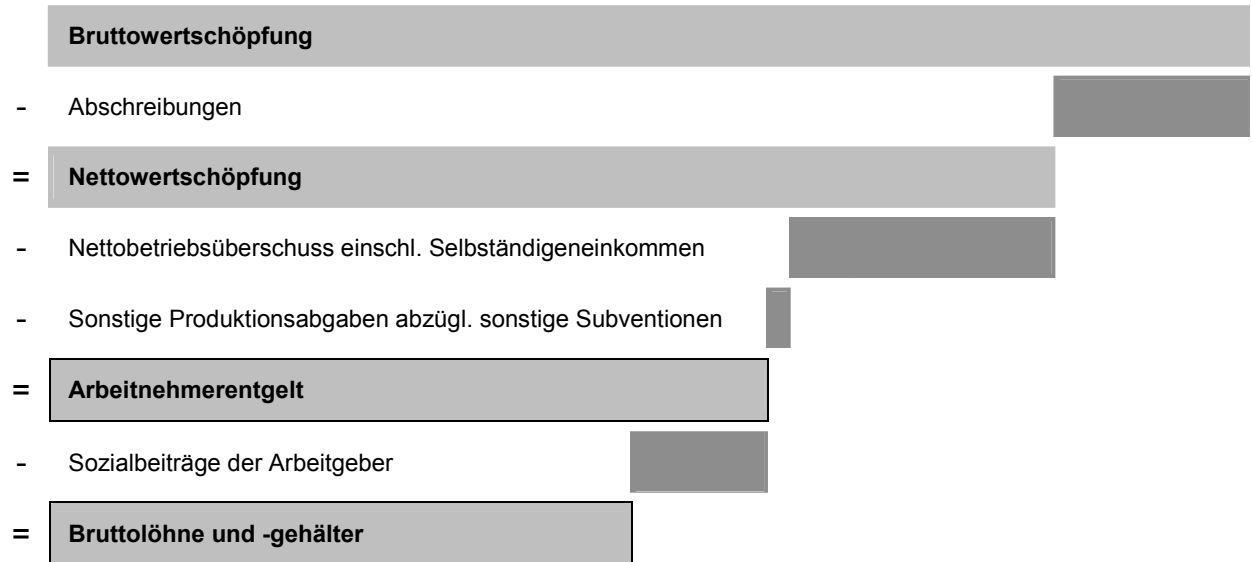 Bruttowertschöpfung
- Abschreibungen
= Nettowertschöpfung
- Nettobetriebsüberschuss einschl. Selbständigeneinkommen
- Sonstige Produktionsabgaben abzügl. sonstige Subventionen
= Arbeitnehmerentgelt
- Sozialbeiträge der Arbeitgeber
= Bruttolöhne und -gehälter